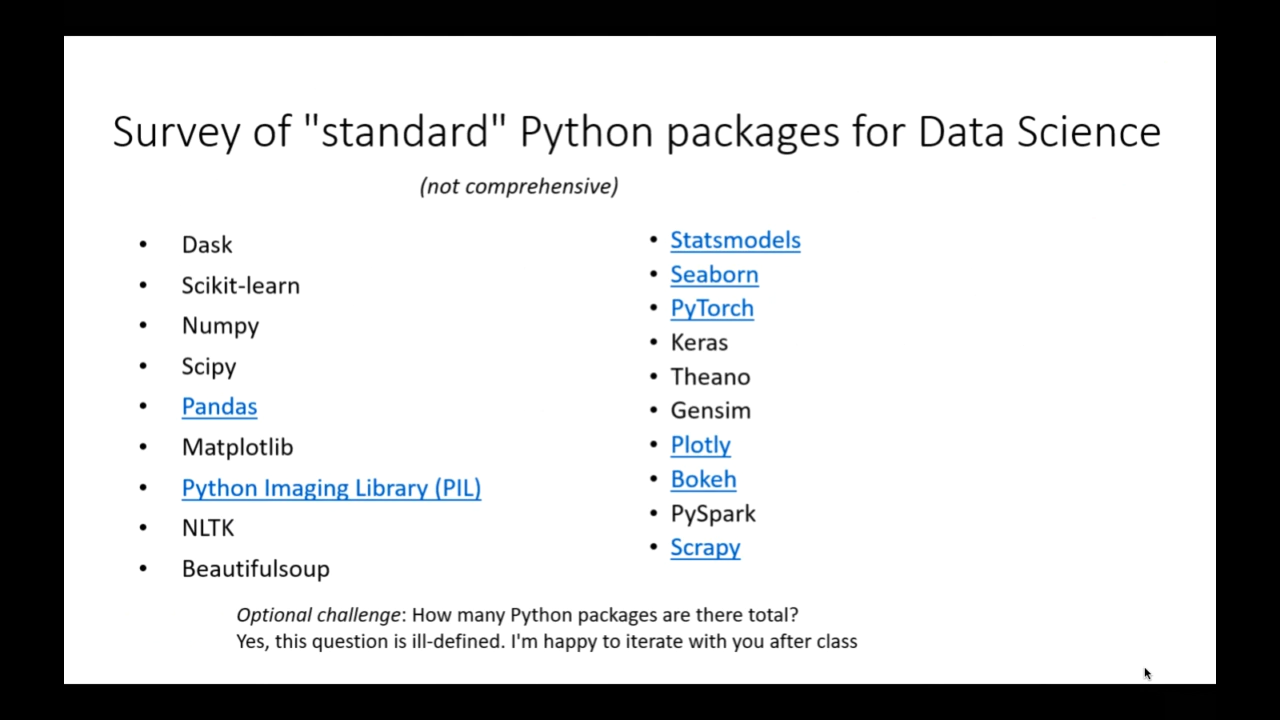 Survey of "standard" Python packages for Data Science
(not comprehensive)
• Dask
• Scikit-learn
• Numpy
• Scipy
• Pandas
• Matplotlib
• Python Imaging Library (PIL)
• NLTK
• Beautifulsoup
• Statsmodels
• Seaborn
• PyTorch
• Keras
• Theano
• Gensim
• Plotly
• Bokeh
• PySpark
• Scrapy
Optional challenge: How many Python packages are there total?
Yes, this question is ill-defined. I'm happy to iterate with you after class